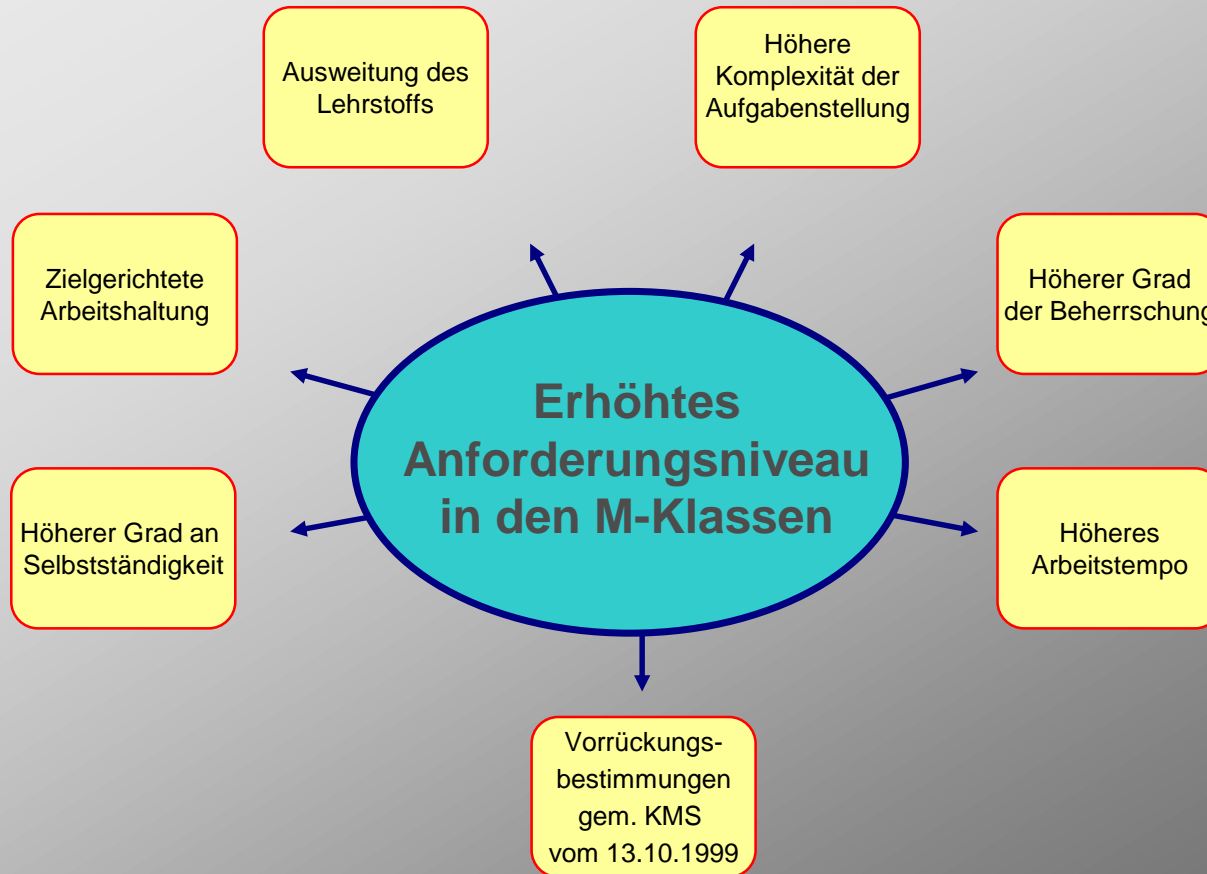 Ausweitung des
Lehrstoffs
Höhere
Komplexität der
Aufgabenstellung
Zielgerichtete
Arbeitshaltung
Höherer Grad
der Beherrschung
Erhöhtes
Anforderungsniveau
in den M-Klassen
Höherer Grad an
Selbstständigkeit
Höheres
Arbeitstempo
Vorrückungs-
bestimmungen
gem. KMS
vom 13.10.1999